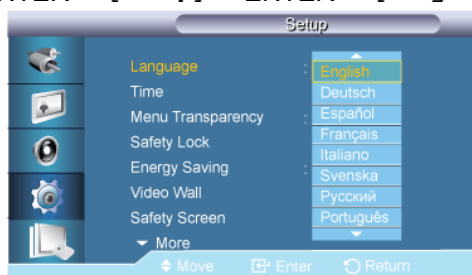 Setup
Language : English
Time Deutsch
Menu Transparency : Español
Safety Lock Français
Italiano
Energy Saving : Svenska
Video Wall Русский
Safety Screen Português
More
Move Enter Return